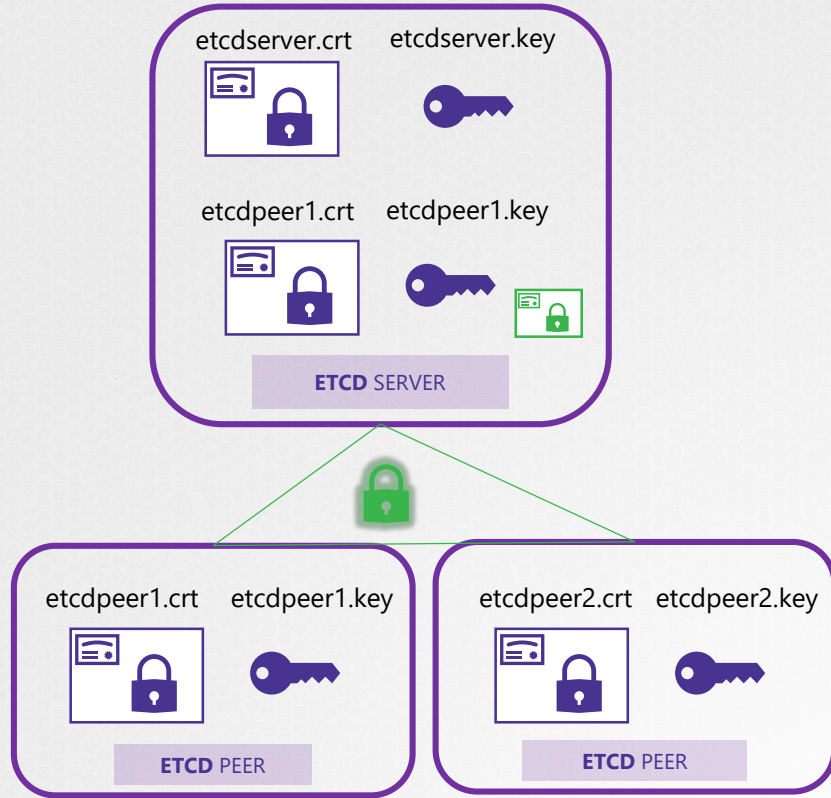 etcdserver.crt etcdserver.key
etcdpeer1.crt etcdpeer1.key
ETCD SERVER
etcdpeer1.crt etcdpeer1.key
ETCD PEER
etcdpeer2.crt etcdpeer2.key
ETCD PEER